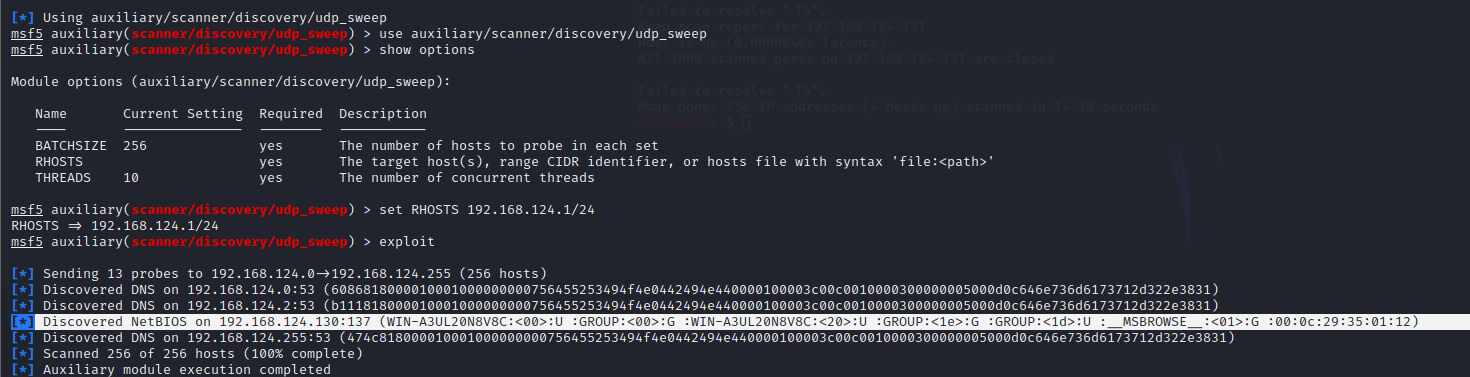 [*] Using auxiliary/scanner/discovery/udp_sweep
msf5 auxiliary(scanner/discovery/udp_sweep) > use auxiliary/scanner/discovery/udp_sweep
msf5 auxiliary(scanner/discovery/udp_sweep) > show options
Module options (auxiliary/scanner/discovery/udp_sweep):
Name Current Setting Required Description
---- --------------- -------- -----------
BATCHSIZE 256 yes The number of hosts to probe in each set
RHOSTS yes The target host(s), range CIDR identifier, or hosts file with syntax 'file:<path>'
THREADS 10 yes The number of concurrent threads
msf5 auxiliary(scanner/discovery/udp_sweep) > set RHOSTS 192.168.124.1/24
RHOSTS => 192.168.124.1/24
msf5 auxiliary(scanner/discovery/udp_sweep) > exploit
[*] Sending 13 probes to 192.168.124.0->192.168.124.255 (256 hosts)
[*] Discovered DNS on 192.168.124.0:53 (6086818000010001000000000756455253494f4e0442494e440000100003c00c0010000300000005000d0c646e736d6173712d322e3831)
[*] Discovered DNS on 192.168.124.2:53 (b111818000010001000000000756455253494f4e0442494e440000100003c00c0010000300000005000d0c646e736d6173712d322e3831)
[*] Discovered NetBIOS on 192.168.124.130:137 (WIN-A3UL20N8V8C:<00>:U :GROUP:<00>:G :WIN-A3UL20N8V8C:<20>:U :GROUP:<1e>:G :GROUP:<1d>:U :__MSBROWSE__:<01>:G :00:0c:29:35:01:12)
[*] Discovered DNS on 192.168.124.255:53 (474c818000010001000000000756455253494f4e0442494e440000100003c00c0010000300000005000d0c646e736d6173712d322e3831)
[*] Scanned 256 of 256 hosts (100% complete)
[*] Auxiliary module execution completed
Failed to resolve "-T4".
Nmap scan report for 192.168.124.131
Host is up (0.0000040s latency).
All 1000 scanned ports on 192.168.124.131 are closed
Failed to resolve "-T4".
Nmap done: 256 IP addresses (4 hosts up) scanned in 14.30 seconds